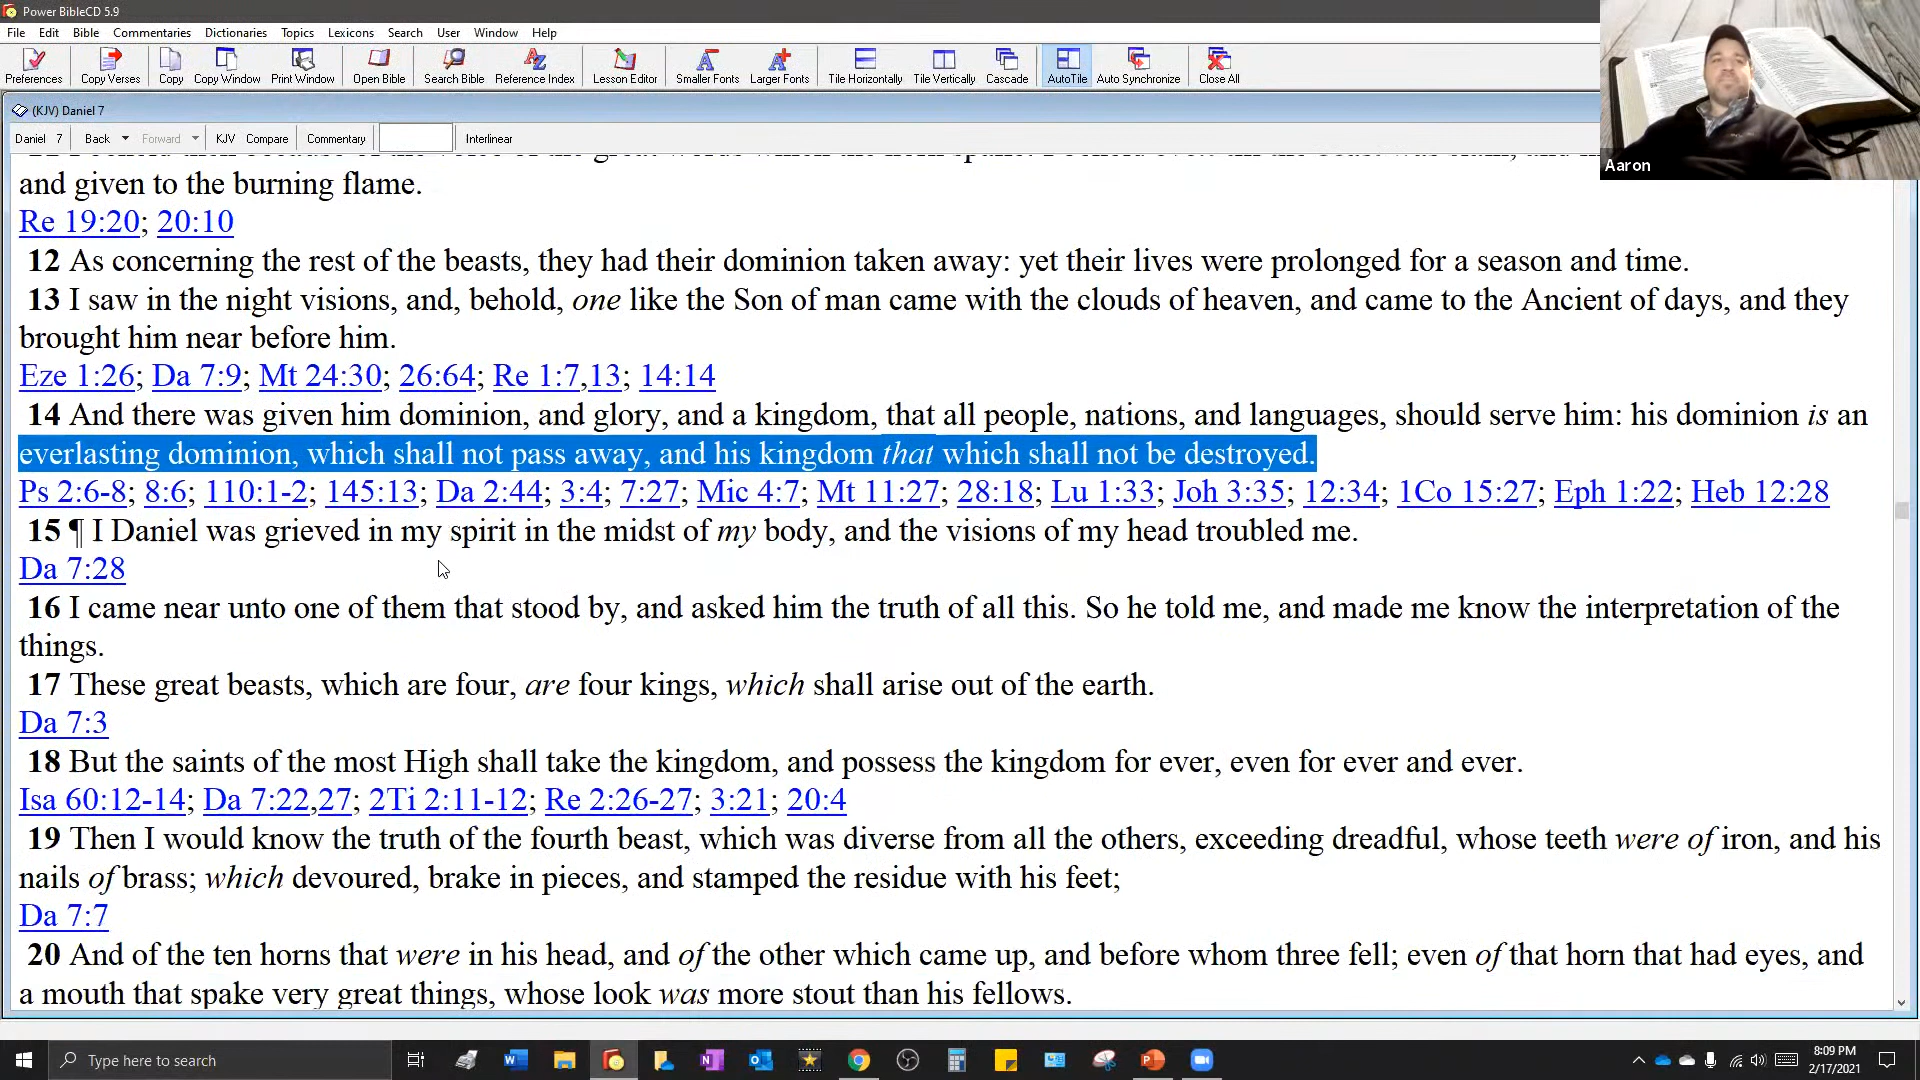 Power BibleCD 5.9
File Edit Bible Commentaries Dictionaries Topics Lexicons Search User Window Help
Preferences Copy Verses Copy Copy Window Print Window Open Bible Search Bible Reference Index Lesson Editor Smaller Fonts Larger Fonts Tile Horizontally Tile Vertically Cascade AutoTile Auto Synchronize Close All
(KJV) Daniel 7
Daniel 7 Back Forward KJV Compare Commentary Interlinear
Aaron
and given to the burning flame.
Re 19:20; 20:10
12 As concerning the rest of the beasts, they had their dominion taken away: yet their lives were prolonged for a season and time.
13 I saw in the night visions, and, behold, one like the Son of man came with the clouds of heaven, and came to the Ancient of days, and they
brought him near before him.
Eze 1:26; Da 7:9; Mt 24:30; 26:64; Re 1:7,13; 14:14
14 And there was given him dominion, and glory, and a kingdom, that all people, nations, and languages, should serve him: his dominion is an
everlasting dominion, which shall not pass away, and his kingdom that which shall not be destroyed.
Ps 2:6-8; 8:6; 110:1-2; 145:13; Da 2:44; 3:4; 7:27; Mic 4:7; Mt 11:27; 28:18; Lu 1:33; Joh 3:35; 12:34; 1Co 15:27; Eph 1:22; Heb 12:28
15 ¶ I Daniel was grieved in my spirit in the midst of my body, and the visions of my head troubled me.
Da 7:28
16 I came near unto one of them that stood by, and asked him the truth of all this. So he told me, and made me know the interpretation of the
things.
17 These great beasts, which are four, are four kings, which shall arise out of the earth.
Da 7:3
18 But the saints of the most High shall take the kingdom, and possess the kingdom for ever, even for ever and ever.
Isa 60:12-14; Da 7:22,27; 2Ti 2:11-12; Re 2:26-27; 3:21; 20:4
19 Then I would know the truth of the fourth beast, which was diverse from all the others, exceeding dreadful, whose teeth were of iron, and his
nails of brass; which devoured, brake in pieces, and stamped the residue with his feet;
Da 7:7
20 And of the ten horns that were in his head, and of the other which came up, and before whom three fell; even of that horn that had eyes, and
a mouth that spake very great things, whose look was more stout than his fellows.
Type here to search
8:09 PM
2/17/2021